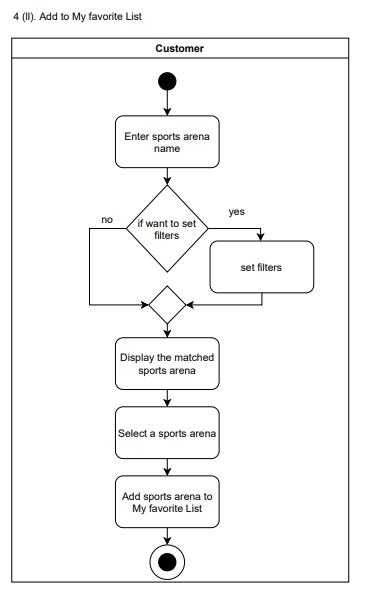 4 (II). Add to My favorite List
Customer
Enter sports arena
name
if want to set
filters
no
yes
set filters
Display the matched
sports arena
Select a sports arena
Add sports arena to
My favorite List